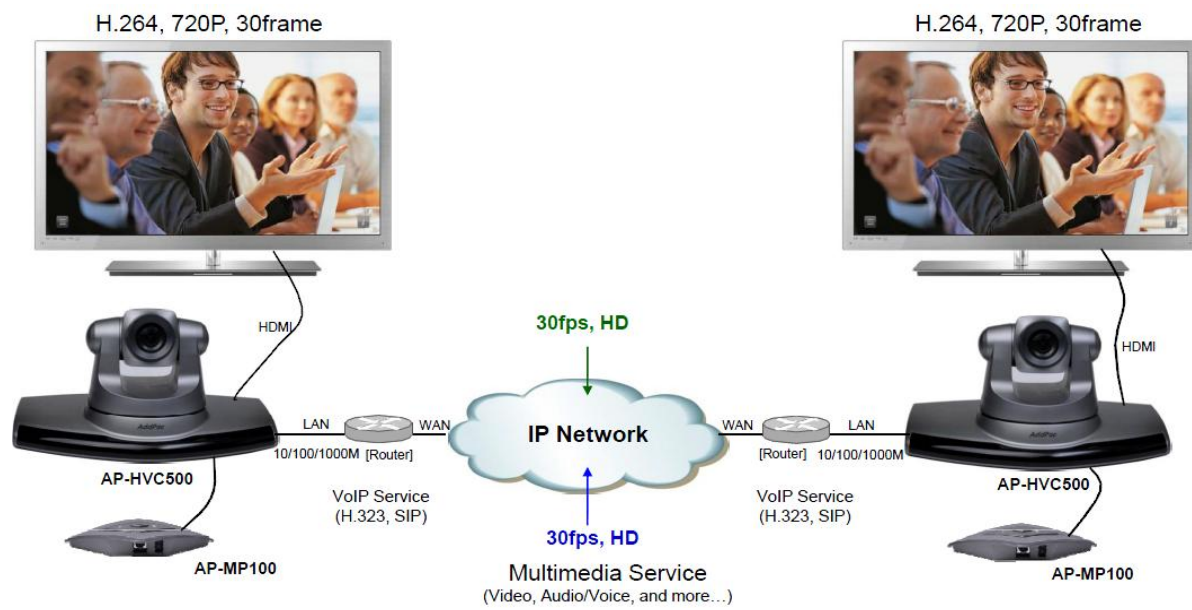 H.264, 720P, 30frame
H.264, 720P, 30frame
HDMI
30fps, HD
HDMI
AddPac
LAN
WAN
IP Network
WAN
LAN
AddPac
10/100/1000M
[Router]
[Router]
10/100/1000M
AP-HVC500
AP-HVC500
VoIP Service
(H.323, SIP)
VoIP Service
(H.323, SIP)
30fps, HD
AP-MP100
Multimedia Service
(Video, Audio/Voice, and more…)
AP-MP100